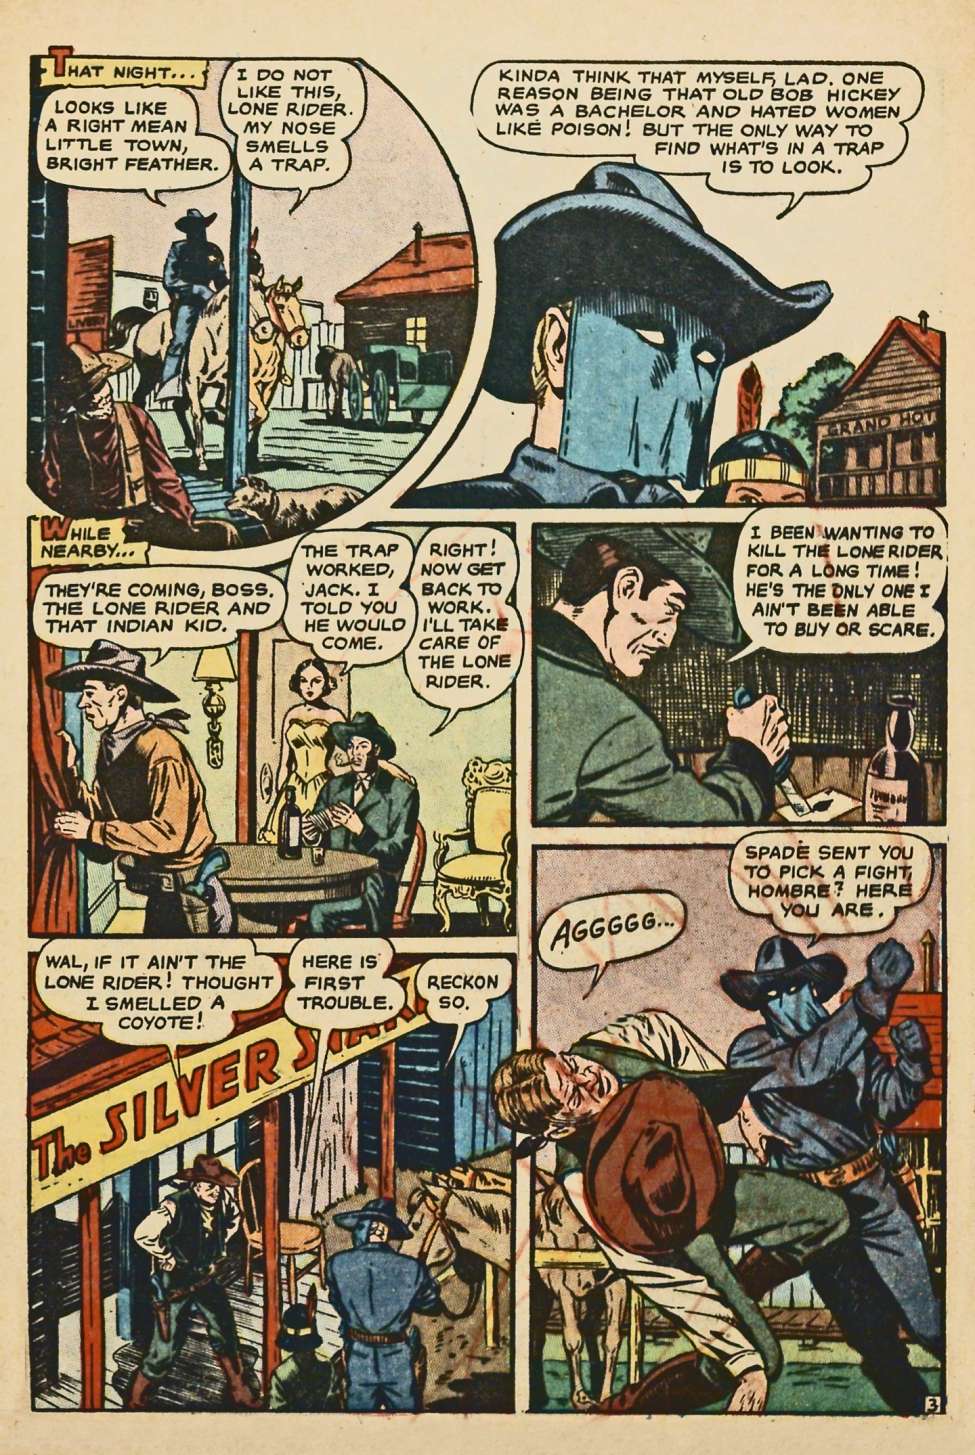 THAT NIGHT...
LOOKS LIKE
A RIGHT MEAN
LITTLE TOWN,
BRIGHT FEATHER.
I DO NOT
LIKE THIS,
LONE RIDER.
MY NOSE
SMELLS
A TRAP.
LIVERY
KINDA THINK THAT MYSELF, LAD. ONE
REASON BEING THAT OLD BOB HICKEY
WAS A BACHELOR AND HATED WOMEN
LIKE POISON! BUT THE ONLY WAY TO
FIND WHAT'S IN A TRAP
IS TO LOOK.
GRAND HOT
WHILE
NEARBY...
THEY'RE COMING, BOSS.
THE LONE RIDER AND
THAT INDIAN KID.
THE TRAP
WORKED,
JACK. I
TOLD YOU
HE WOULD
COME.
RIGHT!
NOW GET
BACK TO
WORK.
I'LL TAKE
CARE OF
THE LONE
RIDER.
I BEEN WANTING TO
KILL THE LONE RIDER
FOR A LONG TIME!
HE'S THE ONLY ONE I
AIN'T BEEN ABLE
TO BUY OR SCARE.
WAL, IF IT AIN'T THE
LONE RIDER! THOUGHT
I SMELLED A
COYOTE!
HERE IS
FIRST
TROUBLE.
RECKON
SO.
The SILVER STAR
AGGGGG...
SPADE SENT YOU
TO PICK A FIGHT,
HOMBRE? HERE
YOU ARE.
3